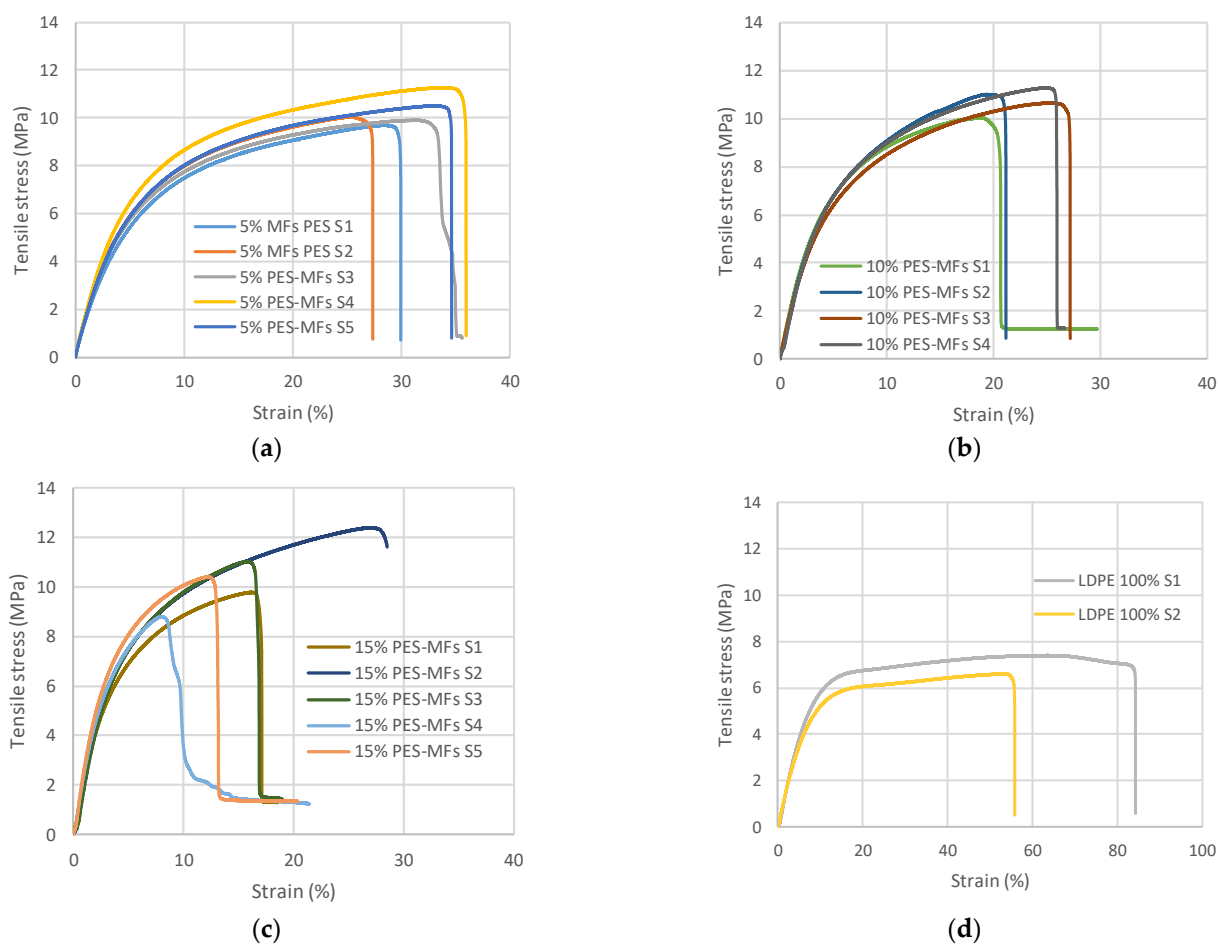 14
12
10
8
6
4
2
0
Tensile stress (MPa)
5% MFs PES S1
5% MFs PES S2
5% PES-MFs S3
5% PES-MFs S4
5% PES-MFs S5
0 10 20 30 40
Strain (%)
(a)
14
12
10
8
6
4
2
0
Tensile stress (MPa)
10% PES-MFs S1
10% PES-MFs S2
10% PES-MFs S3
10% PES-MFs S4
0 10 20 30 40
Strain (%)
(b)
14
12
10
8
6
4
2
0
Tensile stress (MPa)
15% PES-MFs S1
15% PES-MFs S2
15% PES-MFs S3
15% PES-MFs S4
15% PES-MFs S5
0 10 20 30 40
Strain (%)
(c)
14
12
10
8
6
4
2
0
Tensile stress (MPa)
LDPE 100% S1
LDPE 100% S2
0 20 40 60 80 100
Strain (%)
(d)